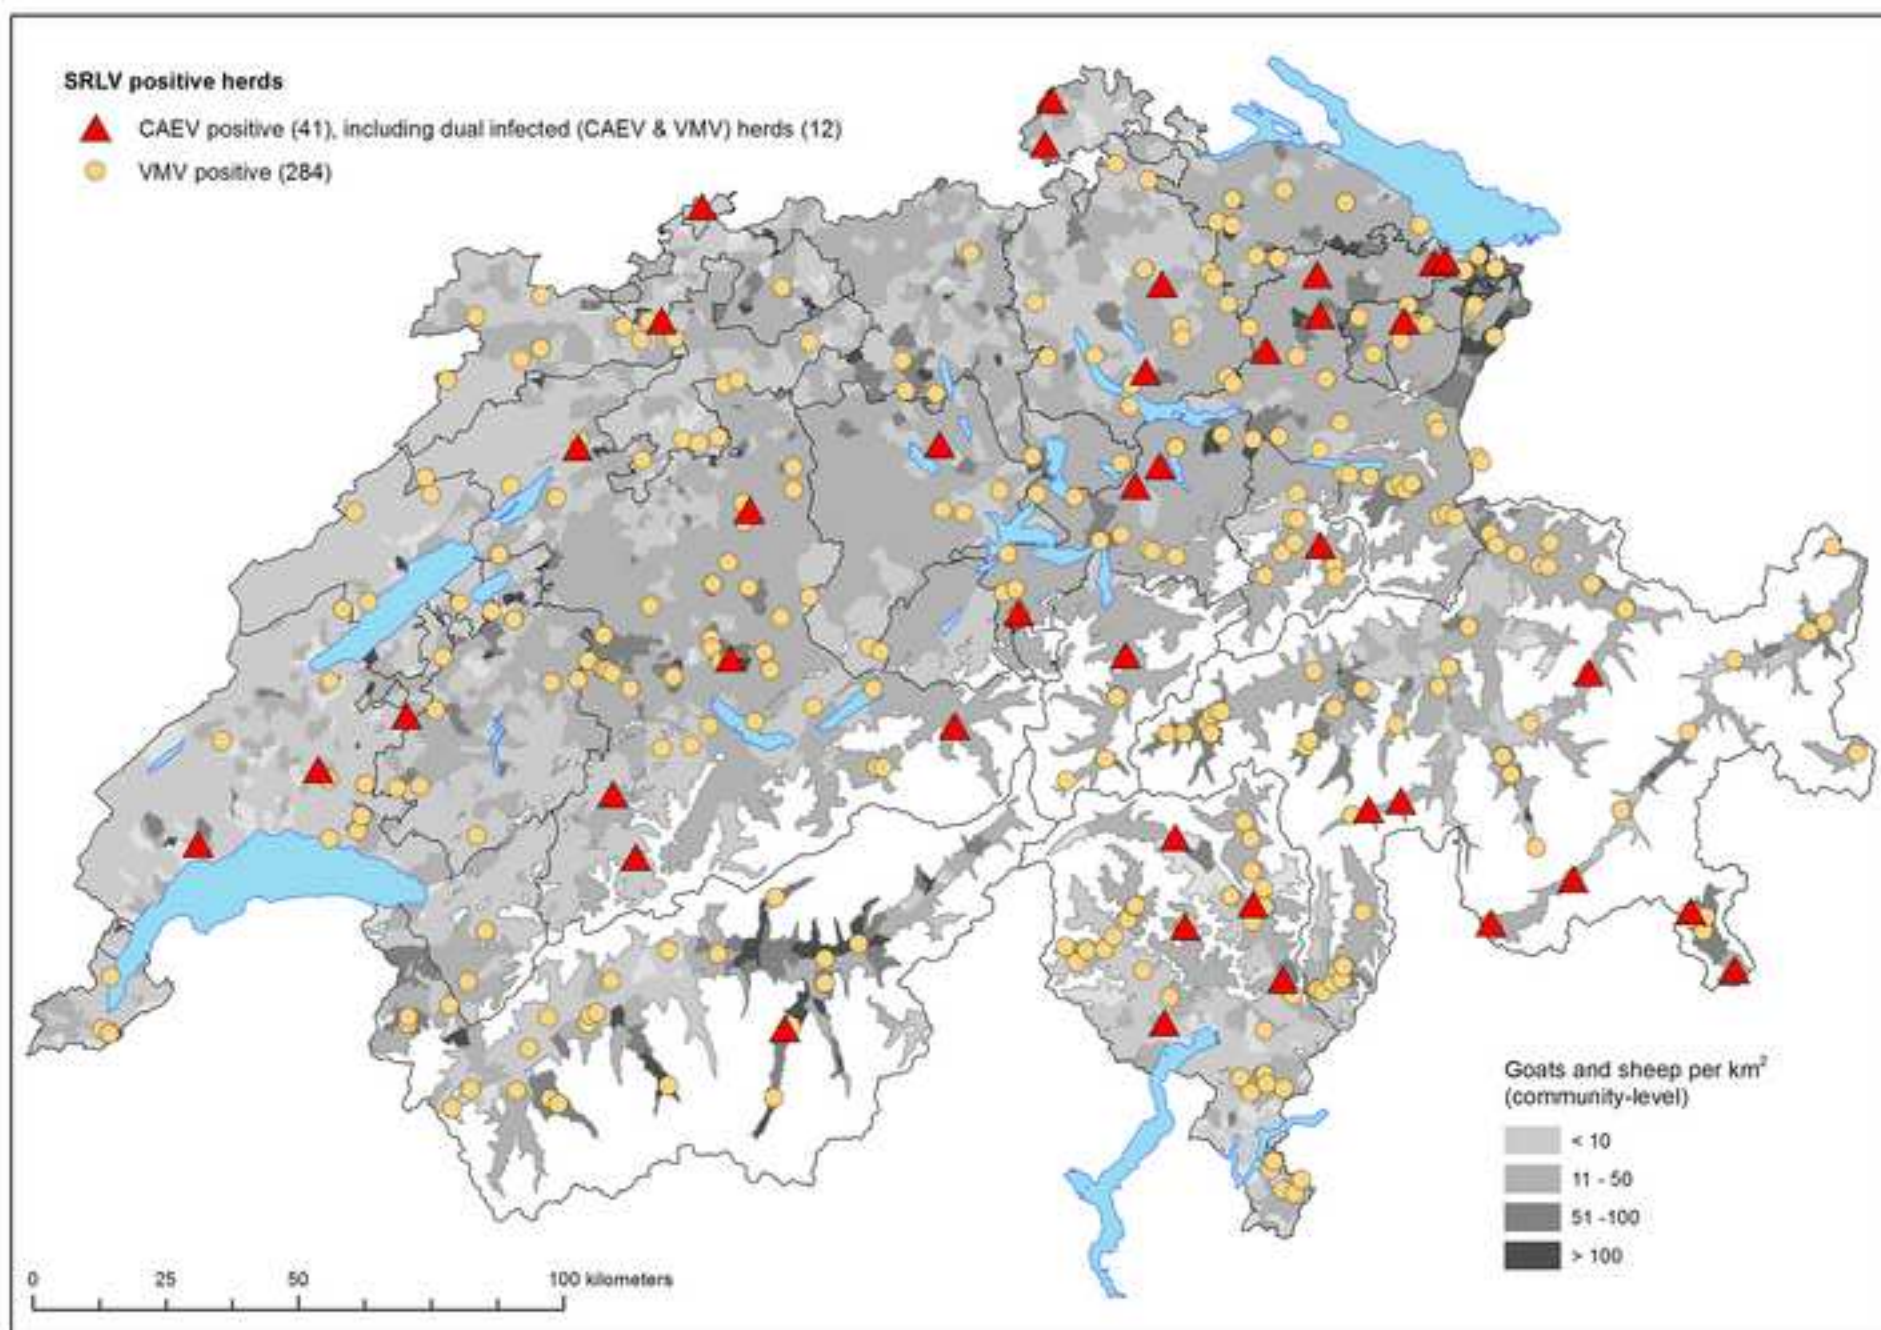 SRLV positive herds
CAEV positive (41), including dual infected (CAEV & VMV) herds (12)
VMV positive (284)
Goats and sheep per km²
(community-level)
< 10
11 - 50
51 -100
> 100
0 25 50 100 kilometers